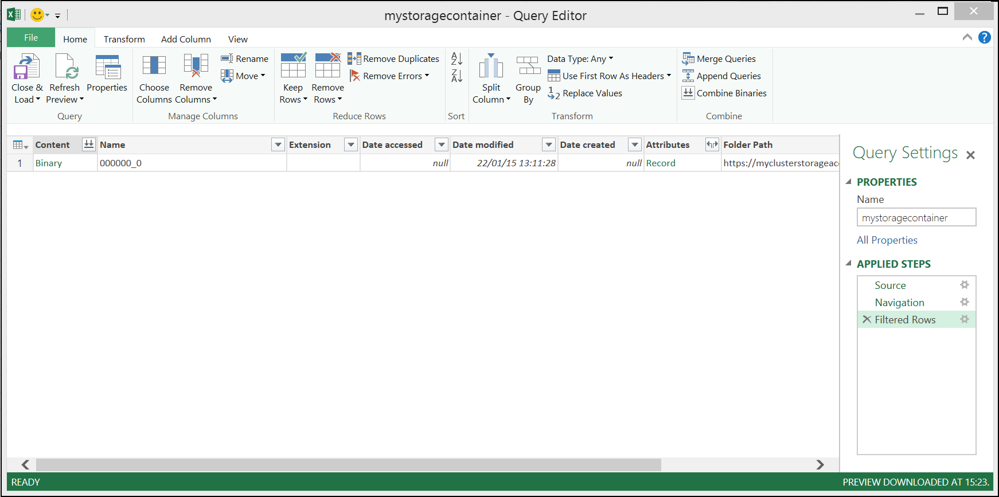 mystoragecontainer - Query Editor
File Home Transform Add Column View
Close & Load
Refresh Preview
Properties
Query
Choose Columns
Remove Columns
Rename
Move
Manage Columns
Keep Rows
Remove Rows
Remove Duplicates
Remove Errors
Reduce Rows
A Z
Z A
Sort
Split Column
Group By
Data Type: Any
Use First Row As Headers
1 2 Replace Values
Transform
Merge Queries
Append Queries
Combine Binaries
Combine
Content Name Extension Date accessed Date modified Date created Attributes Folder Path
1 Binary 000000_0 null 22/01/15 13:11:28 null Record https://myclusterstorageac
Query Settings
PROPERTIES
Name
mystoragecontainer
All Properties
APPLIED STEPS
Source
Navigation
Filtered Rows
READY
PREVIEW DOWNLOADED AT 15:23.